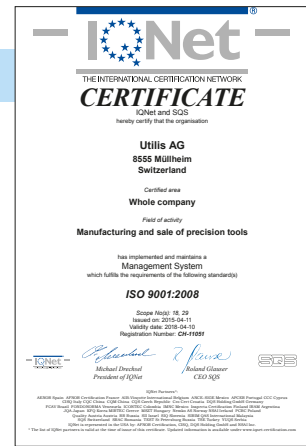 ®
IQNet
THE INTERNATIONAL CERTIFICATION NETWORK
CERTIFICATE
IQNet and SQS
hereby certify that the organisation
Utilis AG
8555 Müllheim
Switzerland
Certified area
Whole company
Field of activity
Manufacturing and sale of precision tools
has implemented and maintains a
Management System
which fulfills the requirements of the following standard(s)
ISO 9001:2008
Scope No(s): 18, 29
Issued on: 2015-04-11
Validity date: 2018-04-10
Registration Number: CH-11051
IQNet
SQS
Michael Drechsel
Roland Glauser
President of IQNet
CEO SQS
IQNet Partners*: